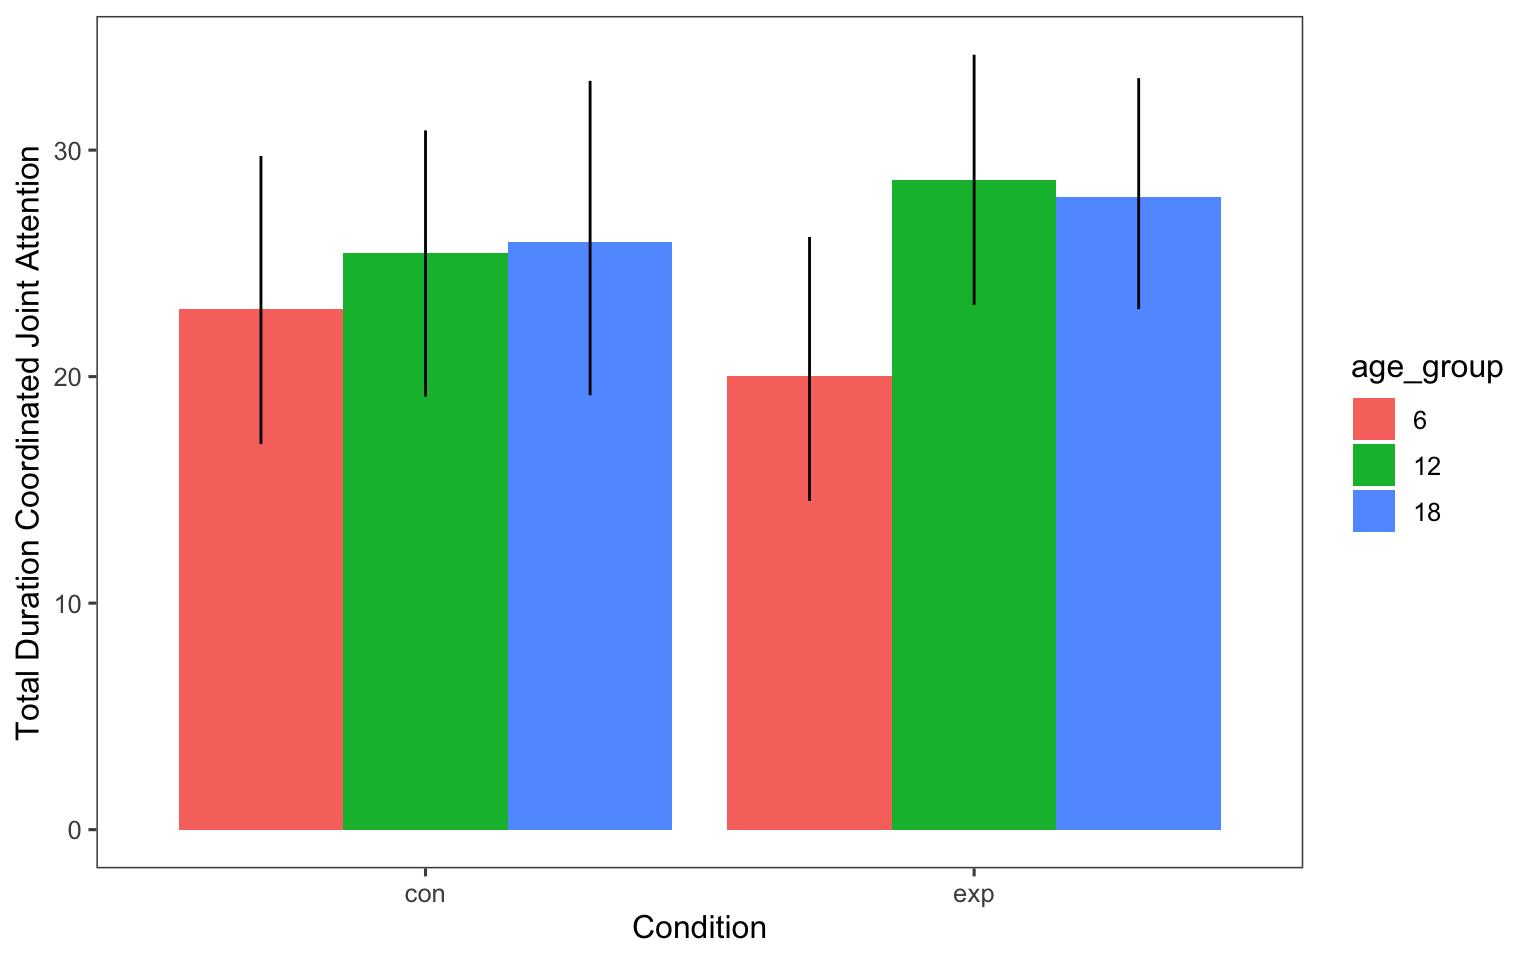 Total Duration Coordinated Joint Attention
30
20
10
0
con
exp
Condition
age_group
6
12
18